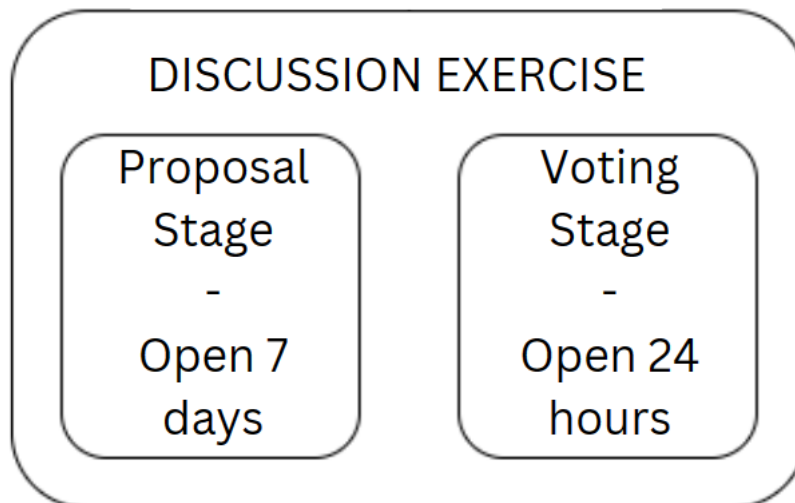 DISCUSSION EXERCISE
Proposal
Stage
-
Open 7
days
Voting
Stage
-
Open 24
hours